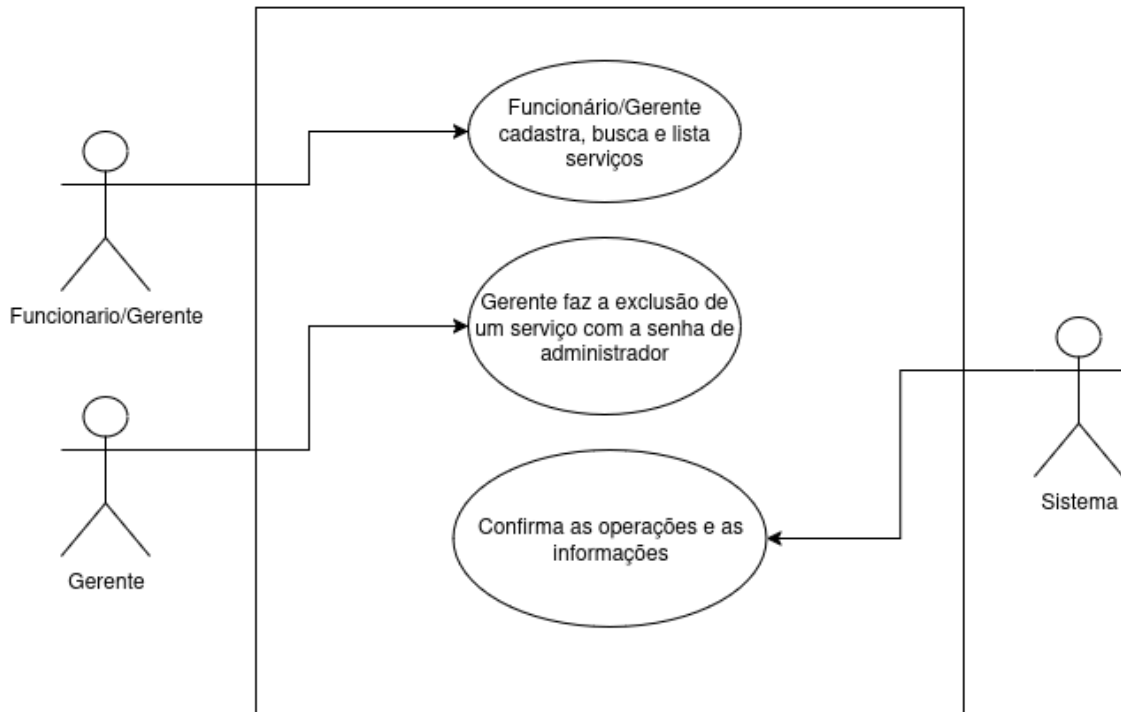 Funcionário/Gerente
cadastra, busca e lista
serviços
Funcionario/Gerente
Gerente faz a exclusão de
um serviço com a senha de
administrador
Gerente
Confirma as operações e as
informações
Sistema